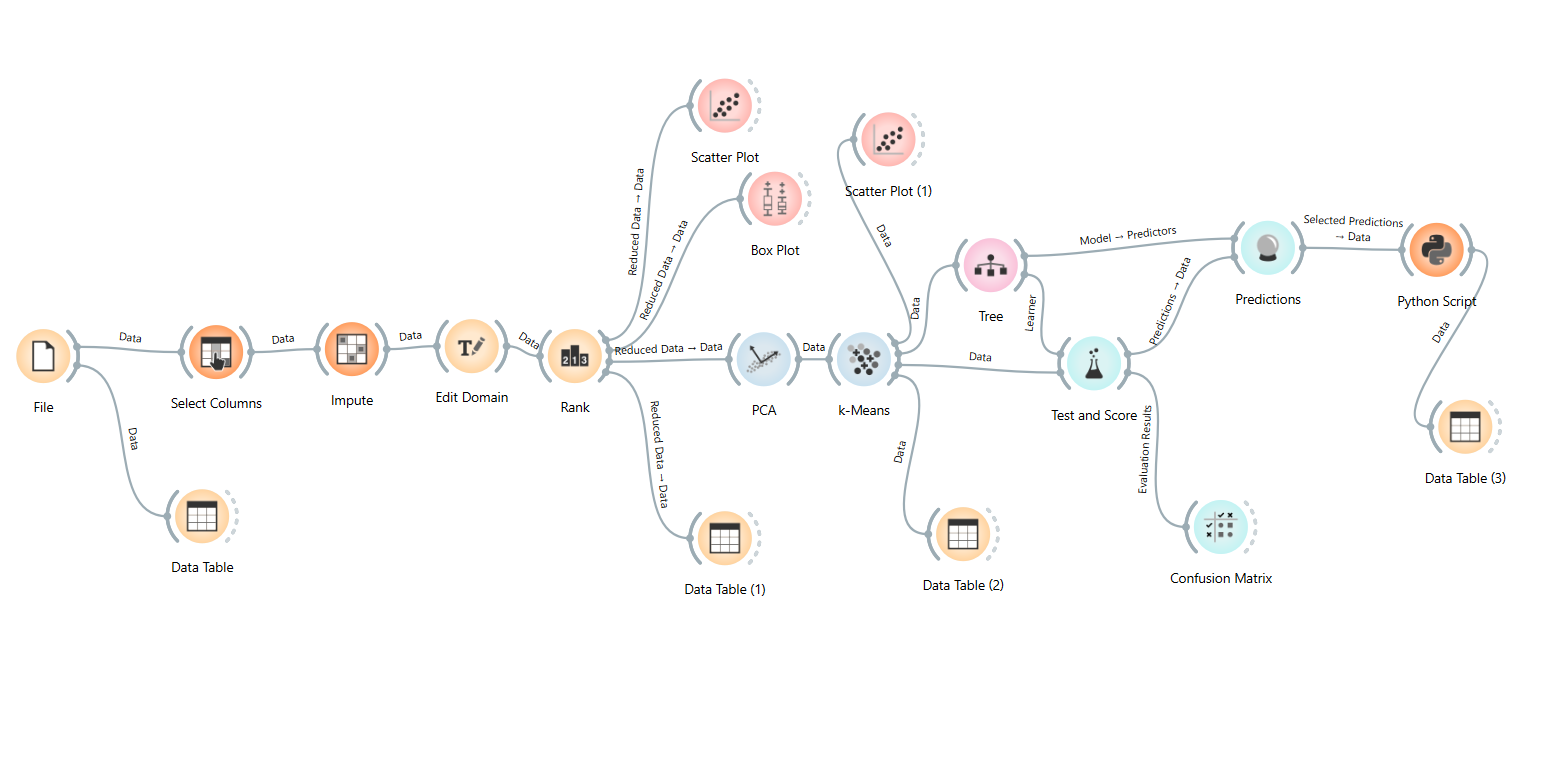 Scatter Plot
Scatter Plot (1)
Box Plot
Reduced Data → Data
Reduced Data → Data
Data
Data
Model → Predictors
Selected Predictions
→ Data
Predictions → Data
Tree
Learner
Predictions
Python Script
Data
Data
Data
Data
Data
Reduced Data → Data
Data
Data
File
Select Columns
Impute
Edit Domain
Rank
PCA
k-Means
Test and Score
Data
Reduced Data → Data
Data
Evaluation Results
Data Table (3)
Data Table
Data Table (1)
Data Table (2)
Confusion Matrix
213
T